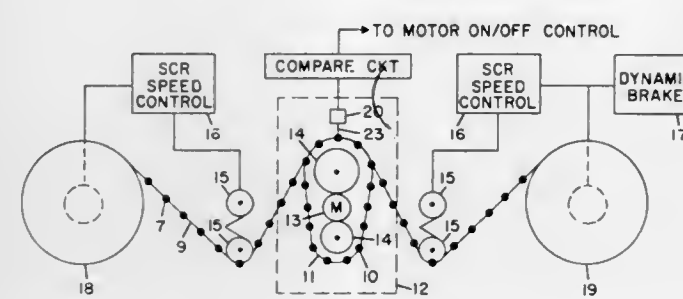 TO MOTOR ON/OFF CONTROL
COMPARE CKT
SCR
SPEED
CONTROL
SCR
SPEED
CONTROL
DYNAMI
BRAKE
16
14
20
23
16
17
15
15
7
9
15
15
13
M
14
18
11
10
12
19